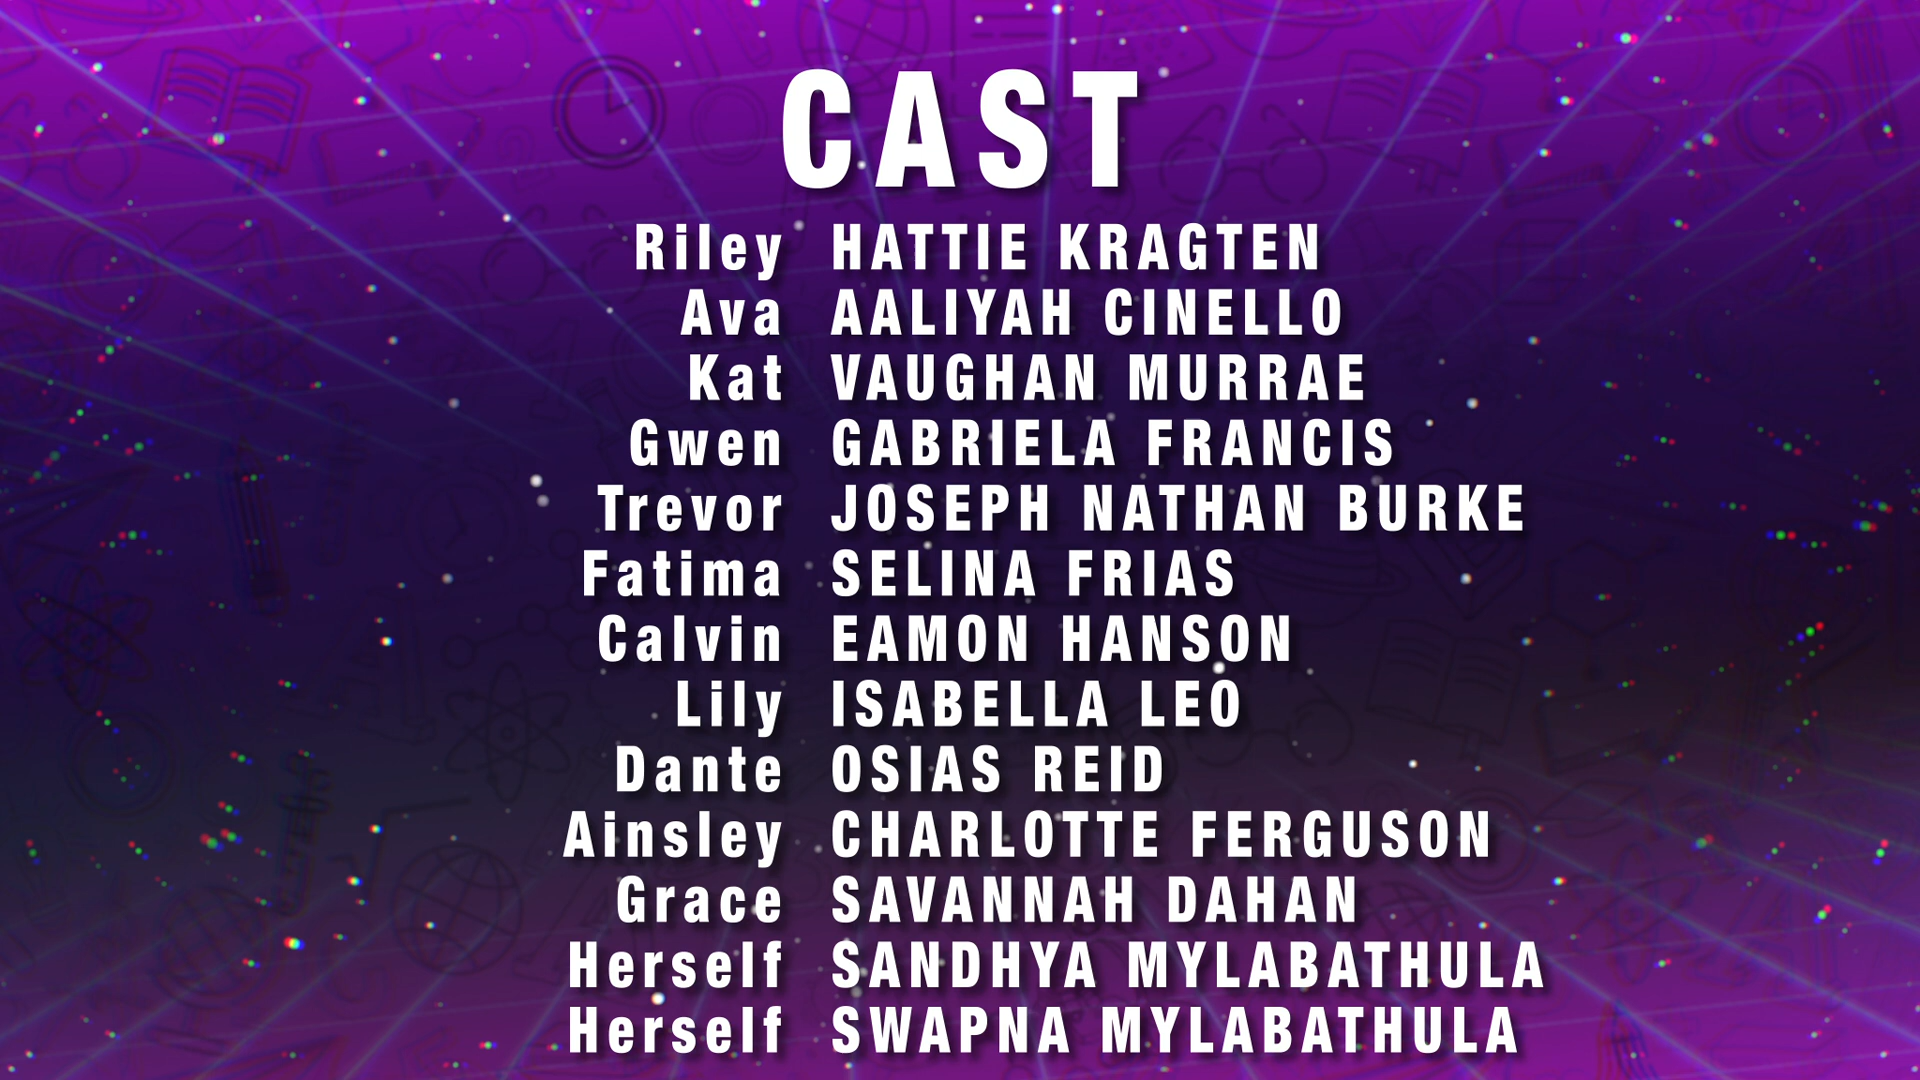 CAST
Riley HATTIE KRAGTEN
Ava AALIYAH CINELLO
Kat VAUGHAN MURRAE
Gwen GABRIELA FRANCIS
Trevor JOSEPH NATHAN BURKE
Fatima SELINA FRIAS
Calvin EAMON HANSON
Lily ISABELLA LEO
Dante OSIAS REID
Ainsley CHARLOTTE FERGUSON
Grace SAVANNAH DAHAN
Herself SANDHYA MYLABATHULA
Herself SWAPNA MYLABATHULA